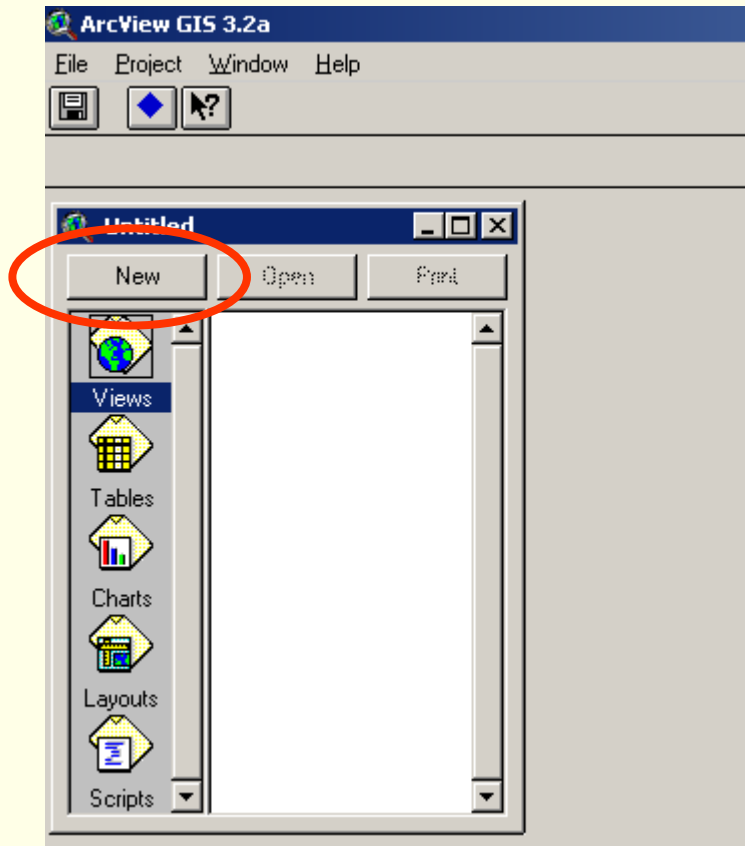 ArcView GIS 3.2a
File Project Window Help
?
Untitled
New Open Print
Views
Tables
Charts
Layouts
Scripts